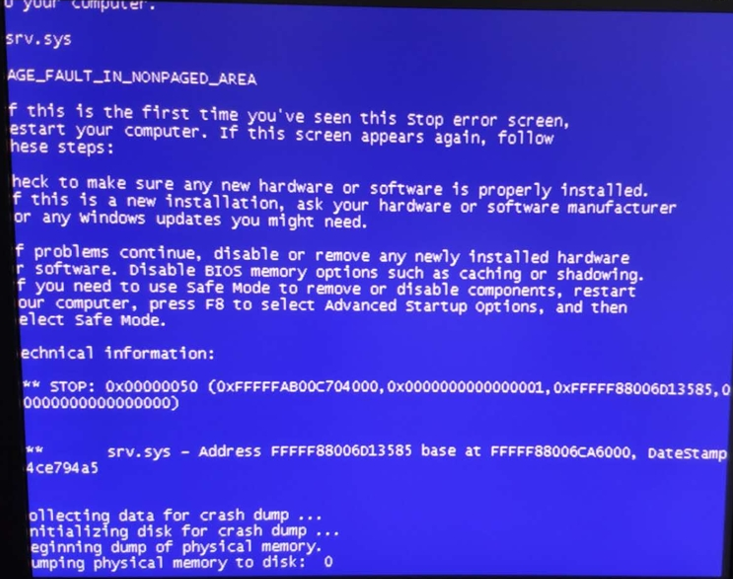 o your computer.
srv.sys
AGE_FAULT_IN_NONPAGED_AREA
f this is the first time you've seen this Stop error screen,
estart your computer. If this screen appears again, follow
hese steps:
heck to make sure any new hardware or software is properly installed.
f this is a new installation, ask your hardware or software manufacturer
or any Windows updates you might need.
f problems continue, disable or remove any newly installed hardware
r software. Disable BIOS memory options such as caching or shadowing.
f you need to use Safe Mode to remove or disable components, restart
our computer, press F8 to select Advanced Startup Options, and then
elect Safe Mode.
echnical information:
** STOP: 0x00000050 (0xFFFFFAB00C704000,0x0000000000000001,0xFFFFF88006D13585,0
0000000000000000)
** srv.sys - Address FFFFF88006D13585 base at FFFFF88006CA6000, DateStamp
4ce794a5
ollecting data for crash dump ...
nitializing disk for crash dump ...
eginning dump of physical memory.
umping physical memory to disk: 0